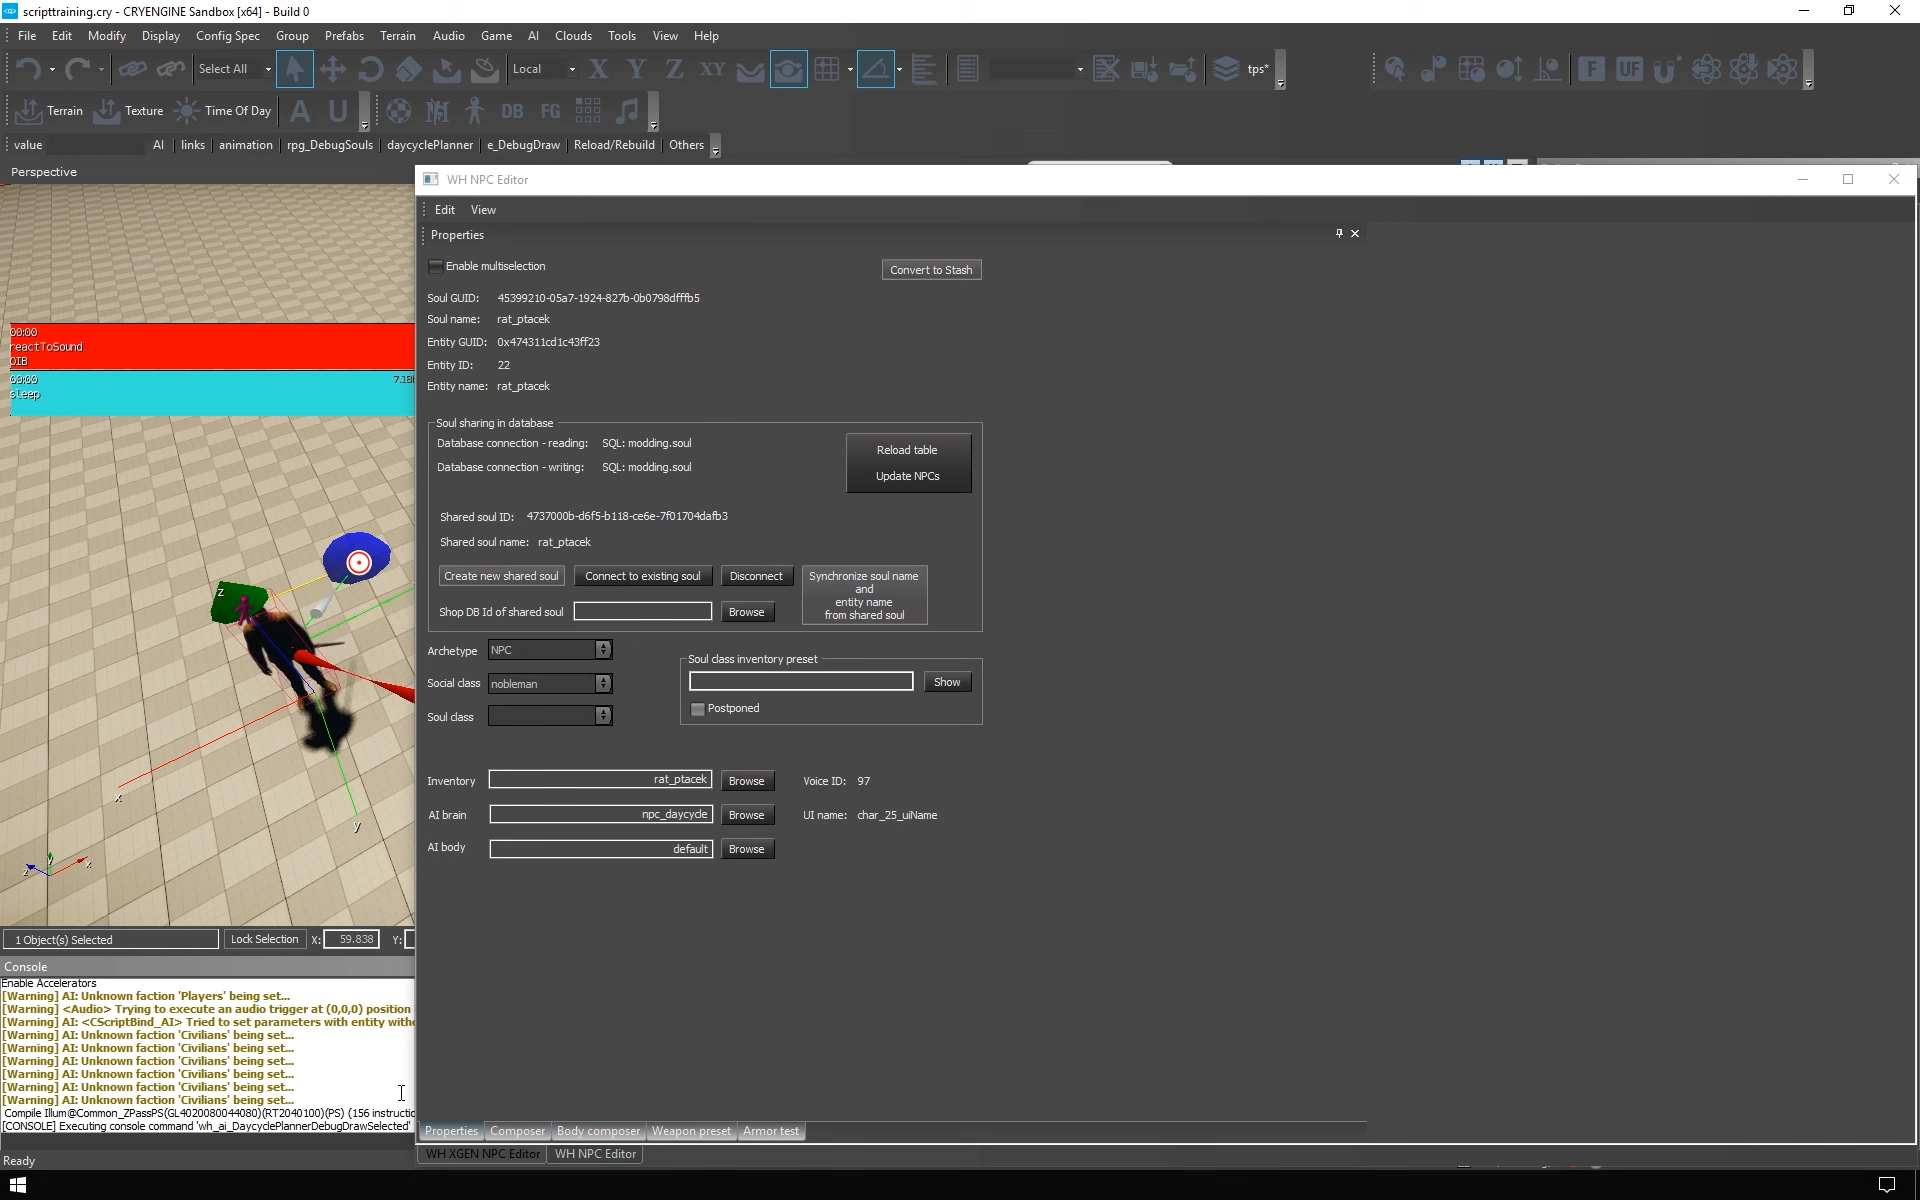 scripttraining.cry - CRYENGINE Sandbox [x64] - Build 0
File Edit Modify Display Config Spec Group Prefabs Terrain Audio Game AI Clouds Tools View Help
Select All Local X Y Z XY tps* F UF
Terrain Texture Time Of Day A U DB FG
value AI links animation rpg_DebugSouls daycyclePlanner e_DebugDraw Reload/Rebuild Others
Perspective
WH NPC Editor
Edit View
Properties
Enable multiselection
Convert to Stash
Soul GUID: 45399210-05a7-1924-827b-0b0798dfffb5
Soul name: rat_ptacek
Entity GUID: 0x474311cd1c43ff23
Entity ID: 22
Entity name: rat_ptacek
00:00
reactToSound
OIB
00:00
sleep
Soul sharing in database
Database connection - reading: SQL: modding.soul
Database connection - writing: SQL: modding.soul
Reload table
Update NPCs
Shared soul ID: 4737000b-d6f5-b118-ce6e-7f01704dafb3
Shared soul name: rat_ptacek
Create new shared soul Connect to existing soul Disconnect
Synchronize soul name
and
entity name
from shared soul
Shop DB Id of shared soul Browse
Archetype NPC
Social class nobleman
Soul class
Soul class inventory preset
Show
Postponed
Inventory rat_ptacek Browse Voice ID: 97
AI brain npc_daycycle Browse UI name: char_25_uiName
AI body default Browse
z
x
y
z y x
1 Object(s) Selected Lock Selection X: 59.838 Y:
Console
Enable Accelerators
[Warning] AI: Unknown faction 'Players' being set...
[Warning] <Audio> Trying to execute an audio trigger at (0,0,0) position
[Warning] AI: <CScriptBind_AI> Tried to set parameters with entity witho
[Warning] AI: Unknown faction 'Civilians' being set...
[Warning] AI: Unknown faction 'Civilians' being set...
[Warning] AI: Unknown faction 'Civilians' being set...
[Warning] AI: Unknown faction 'Civilians' being set...
[Warning] AI: Unknown faction 'Civilians' being set...
[Warning] AI: Unknown faction 'Civilians' being set...
Compile Illum@Common_ZPassPS(GL4020080044080)(RT2040100)(PS) (156 instructio
[CONSOLE] Executing console command 'wh_ai_DaycyclePlannerDebugDrawSelected'
Properties Composer Body composer Weapon preset Armor test
WH XGEN NPC Editor WH NPC Editor
Ready